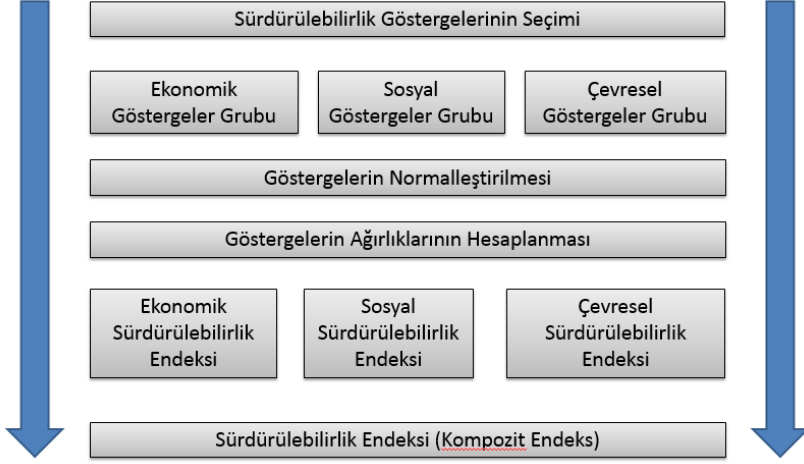 Sürdürülebilirlik Göstergelerinin Seçimi
Ekonomik
Göstergeler Grubu
Sosyal
Göstergeler Grubu
Çevresel
Göstergeler Grubu
Göstergelerin Normalleştirilmesi
Göstergelerin Ağırlıklarının Hesaplanması
Ekonomik
Sürdürülebilirlik
Endeksi
Sosyal
Sürdürülebilirlik
Endeksi
Çevresel
Sürdürülebilirlik
Endeksi
Sürdürülebilirlik Endeksi (Kompozit Endeks)